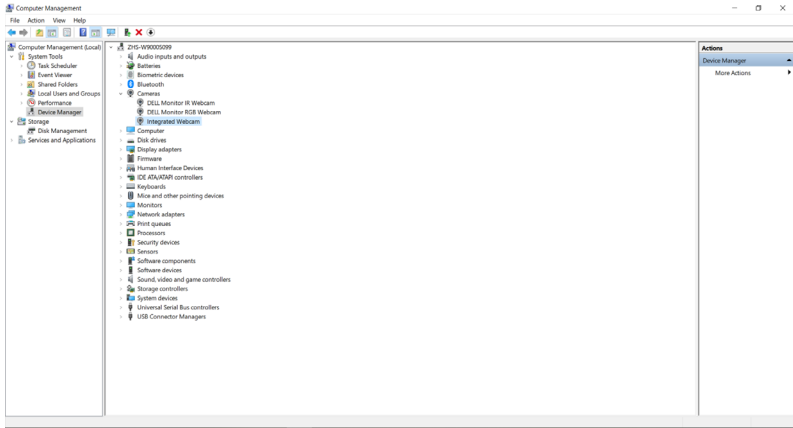 Computer Management
File Action View Help
Computer Management (Local)
System Tools
Task Scheduler
Event Viewer
Shared Folders
Local Users and Groups
Performance
Device Manager
Storage
Disk Management
Services and Applications
ZHS-W90005099
Audio inputs and outputs
Batteries
Biometric devices
Bluetooth
Cameras
DELL Monitor IR Webcam
DELL Monitor RGB Webcam
Integrated Webcam
Computer
Disk drives
Display adapters
Firmware
Human Interface Devices
IDE ATA/ATAPI controllers
Keyboards
Mice and other pointing devices
Monitors
Network adapters
Print queues
Processors
Security devices
Sensors
Software components
Software devices
Sound, video and game controllers
Storage controllers
System devices
Universal Serial Bus controllers
USB Connector Managers
Actions
Device Manager
More Actions